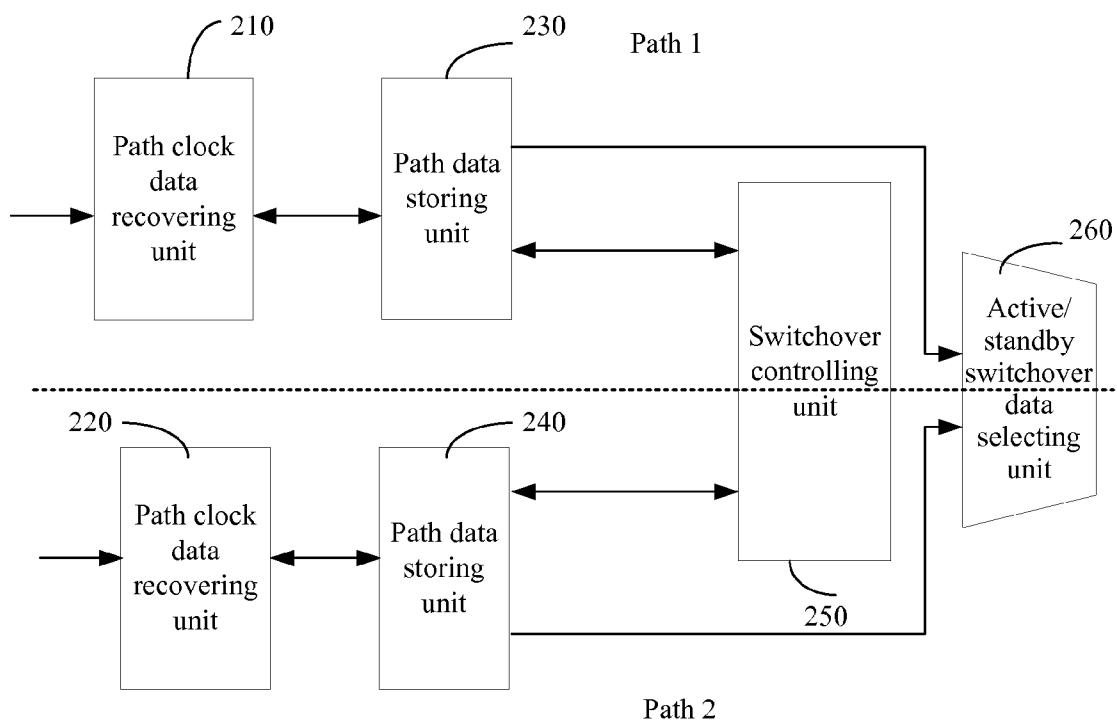 210
230
Path 1
Path clock
data
recovering
unit
Path data
storing
unit
260
Switchover
controlling
unit
Active/
standby
switchover
data
selecting
unit
220
240
Path clock
data
recovering
unit
Path data
storing
unit
250
Path 2